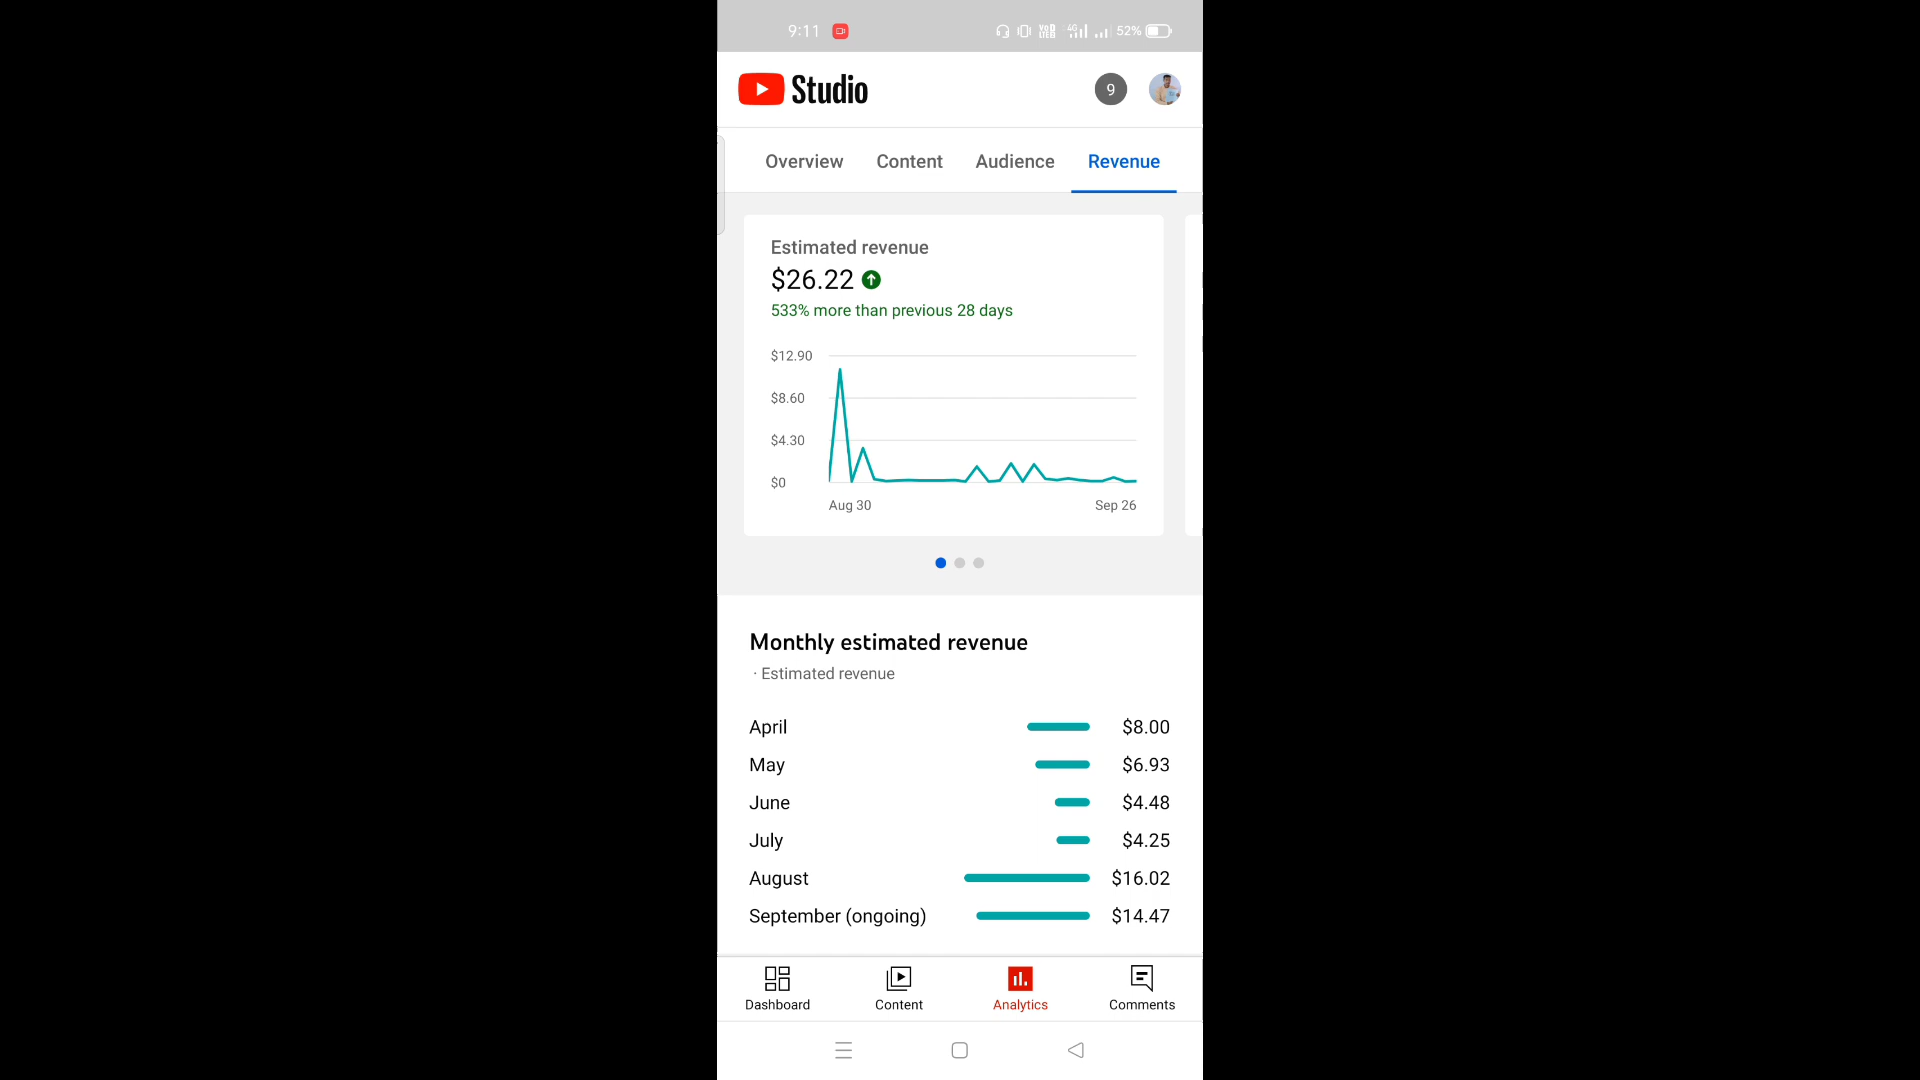 9:11 52%
Studio 9
Overview Content Audience Revenue
Estimated revenue
$26.22
533% more than previous 28 days
$12.90
$8.60
$4.30
$0
Aug 30 Sep 26
Monthly estimated revenue
· Estimated revenue
April $8.00
May $6.93
June $4.48
July $4.25
August $16.02
September (ongoing) $14.47
Dashboard Content Analytics Comments